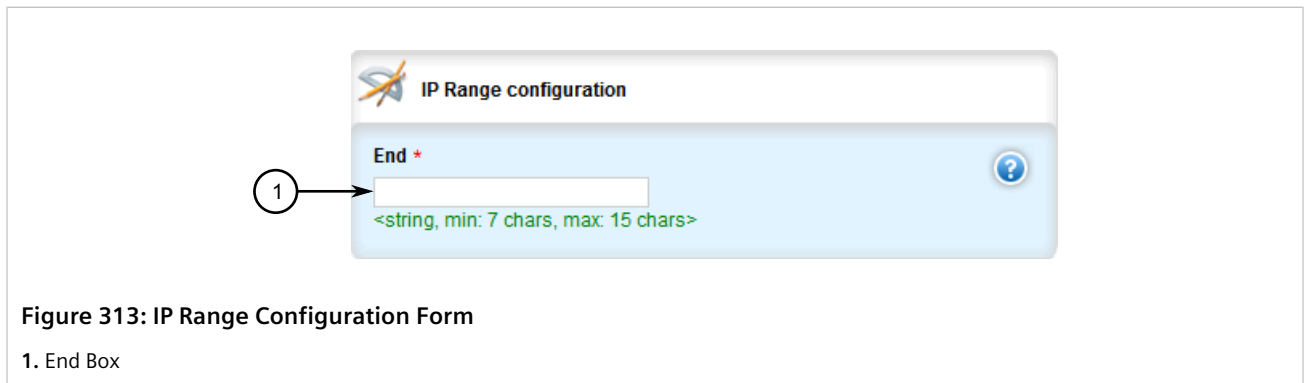 IP Range configuration
End *
1
<string, min: 7 chars, max: 15 chars>
?
Figure 313: IP Range Configuration Form
1. End Box